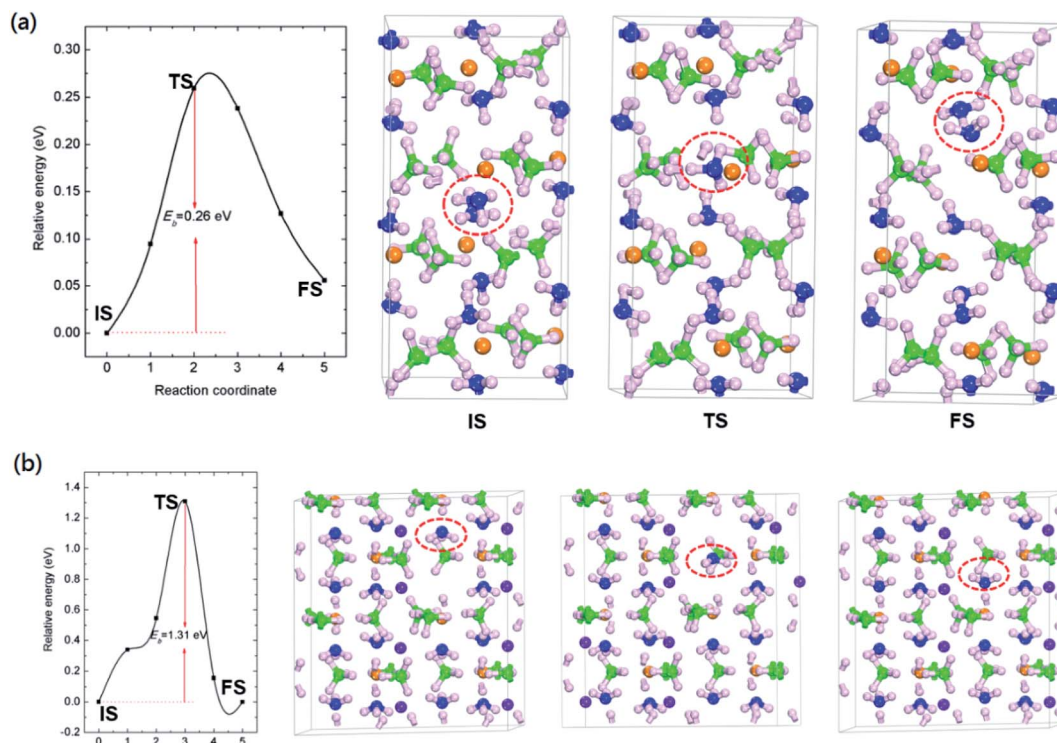 (a)
0.30
0.25
0.20
0.15
0.10
0.05
0.00
Relative energy (eV)
TS
E_b=0.26 eV
IS
FS
0 1 2 3 4 5
Reaction coordinate
IS TS FS
(b)
1.4
1.2
1.0
0.8
0.6
0.4
0.2
0.0
-0.2
Relative energy (eV)
TS
E_b=1.31 eV
IS
FS
0 1 2 3 4 5